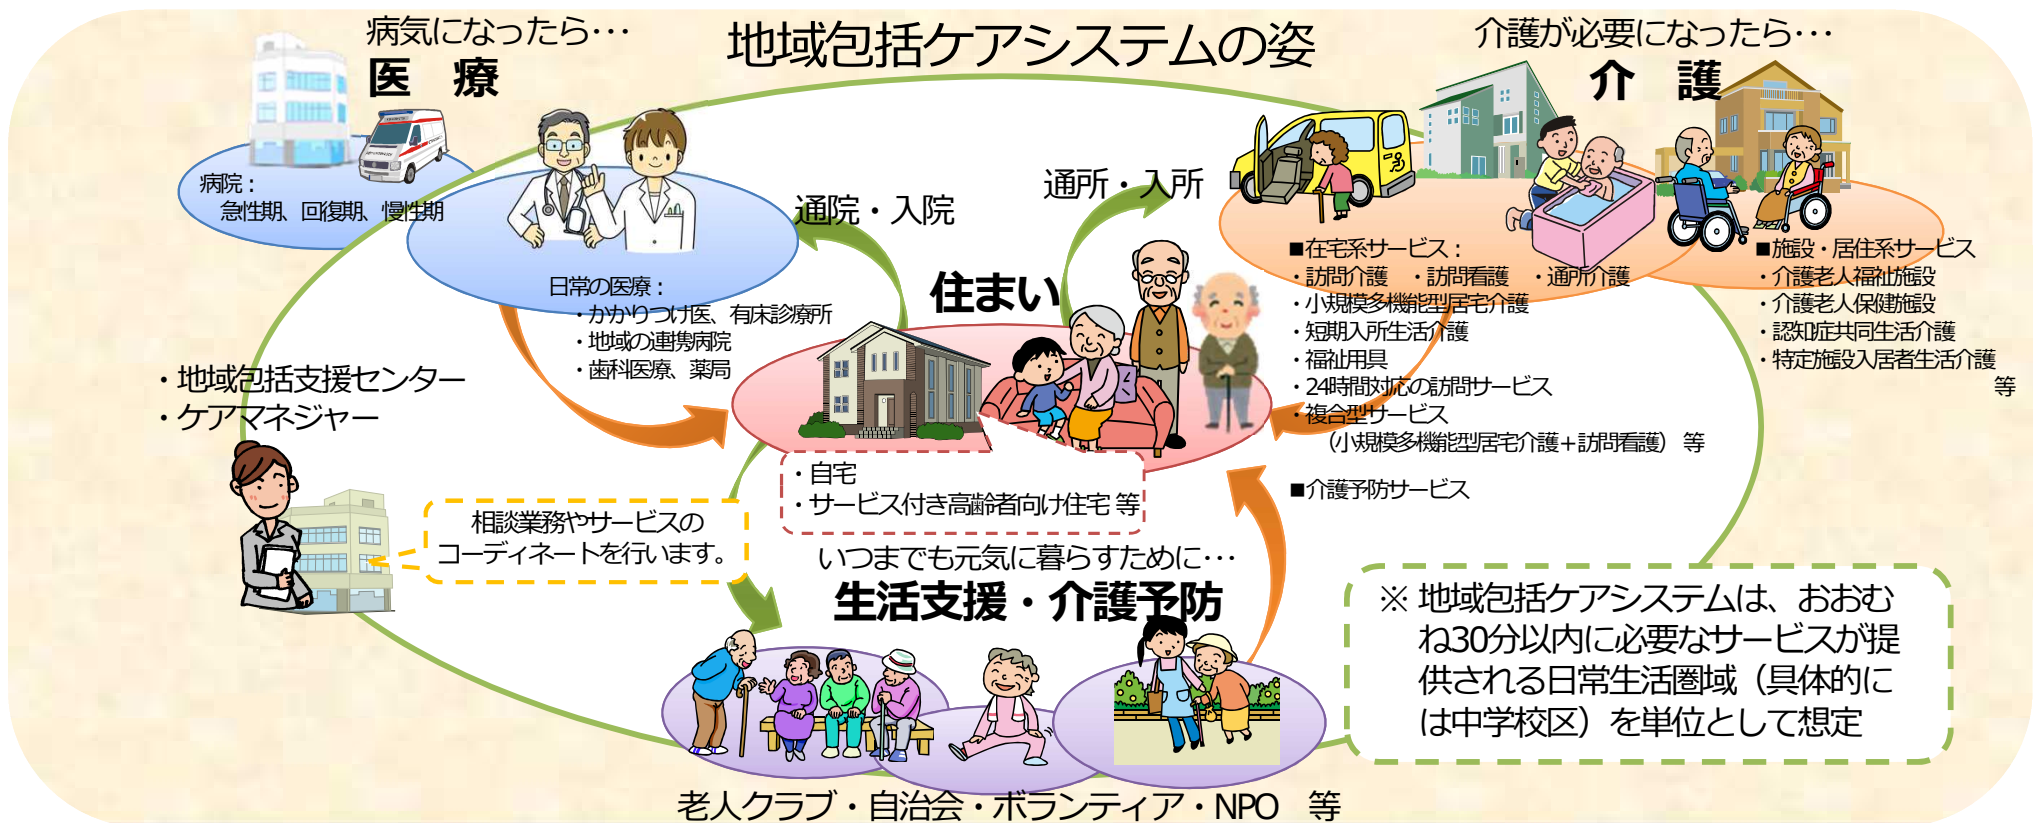 地域包括ケアシステムの姿
病気になったら･･･
医 療
病院：
急性期、回復期、慢性期
日常の医療：
・かかりつけ医、有床診療所
・地域の連携病院
・歯科医療、薬局
通院・入院
通所・入所
介護が必要になったら･･･
介 護
■在宅系サービス：
・訪問介護 ・訪問看護 ・通所介護
・小規模多機能型居宅介護
・短期入所生活介護
・福祉用具
・24時間対応の訪問サービス
・複合型サービス
（小規模多機能型居宅介護＋訪問看護） 等
■介護予防サービス
■施設・居住系サービス
・介護老人福祉施設
・介護老人保健施設
・認知症共同生活介護
・特定施設入居者生活介護
等
住まい
・自宅
・サービス付き高齢者向け住宅 等
・地域包括支援センター
・ケアマネジャー
相談業務やサービスの
コーディネートを行います。
いつまでも元気に暮らすために･･･
生活支援・介護予防
老人クラブ・自治会・ボランティア・NPO 等
※ 地域包括ケアシステムは、おおむ
ね30分以内に必要なサービスが提
供される日常生活圏域（具体的に
は中学校区）を単位として想定